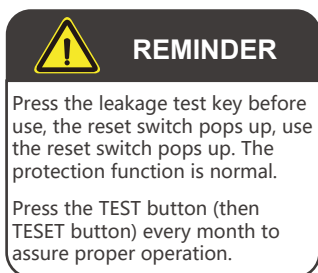 REMINDER
Press the leakage test key before
use, the reset switch pops up, use
the reset switch pops up. The
protection function is normal.
Press the TEST button (then
TESET button) every month to
assure proper operation.